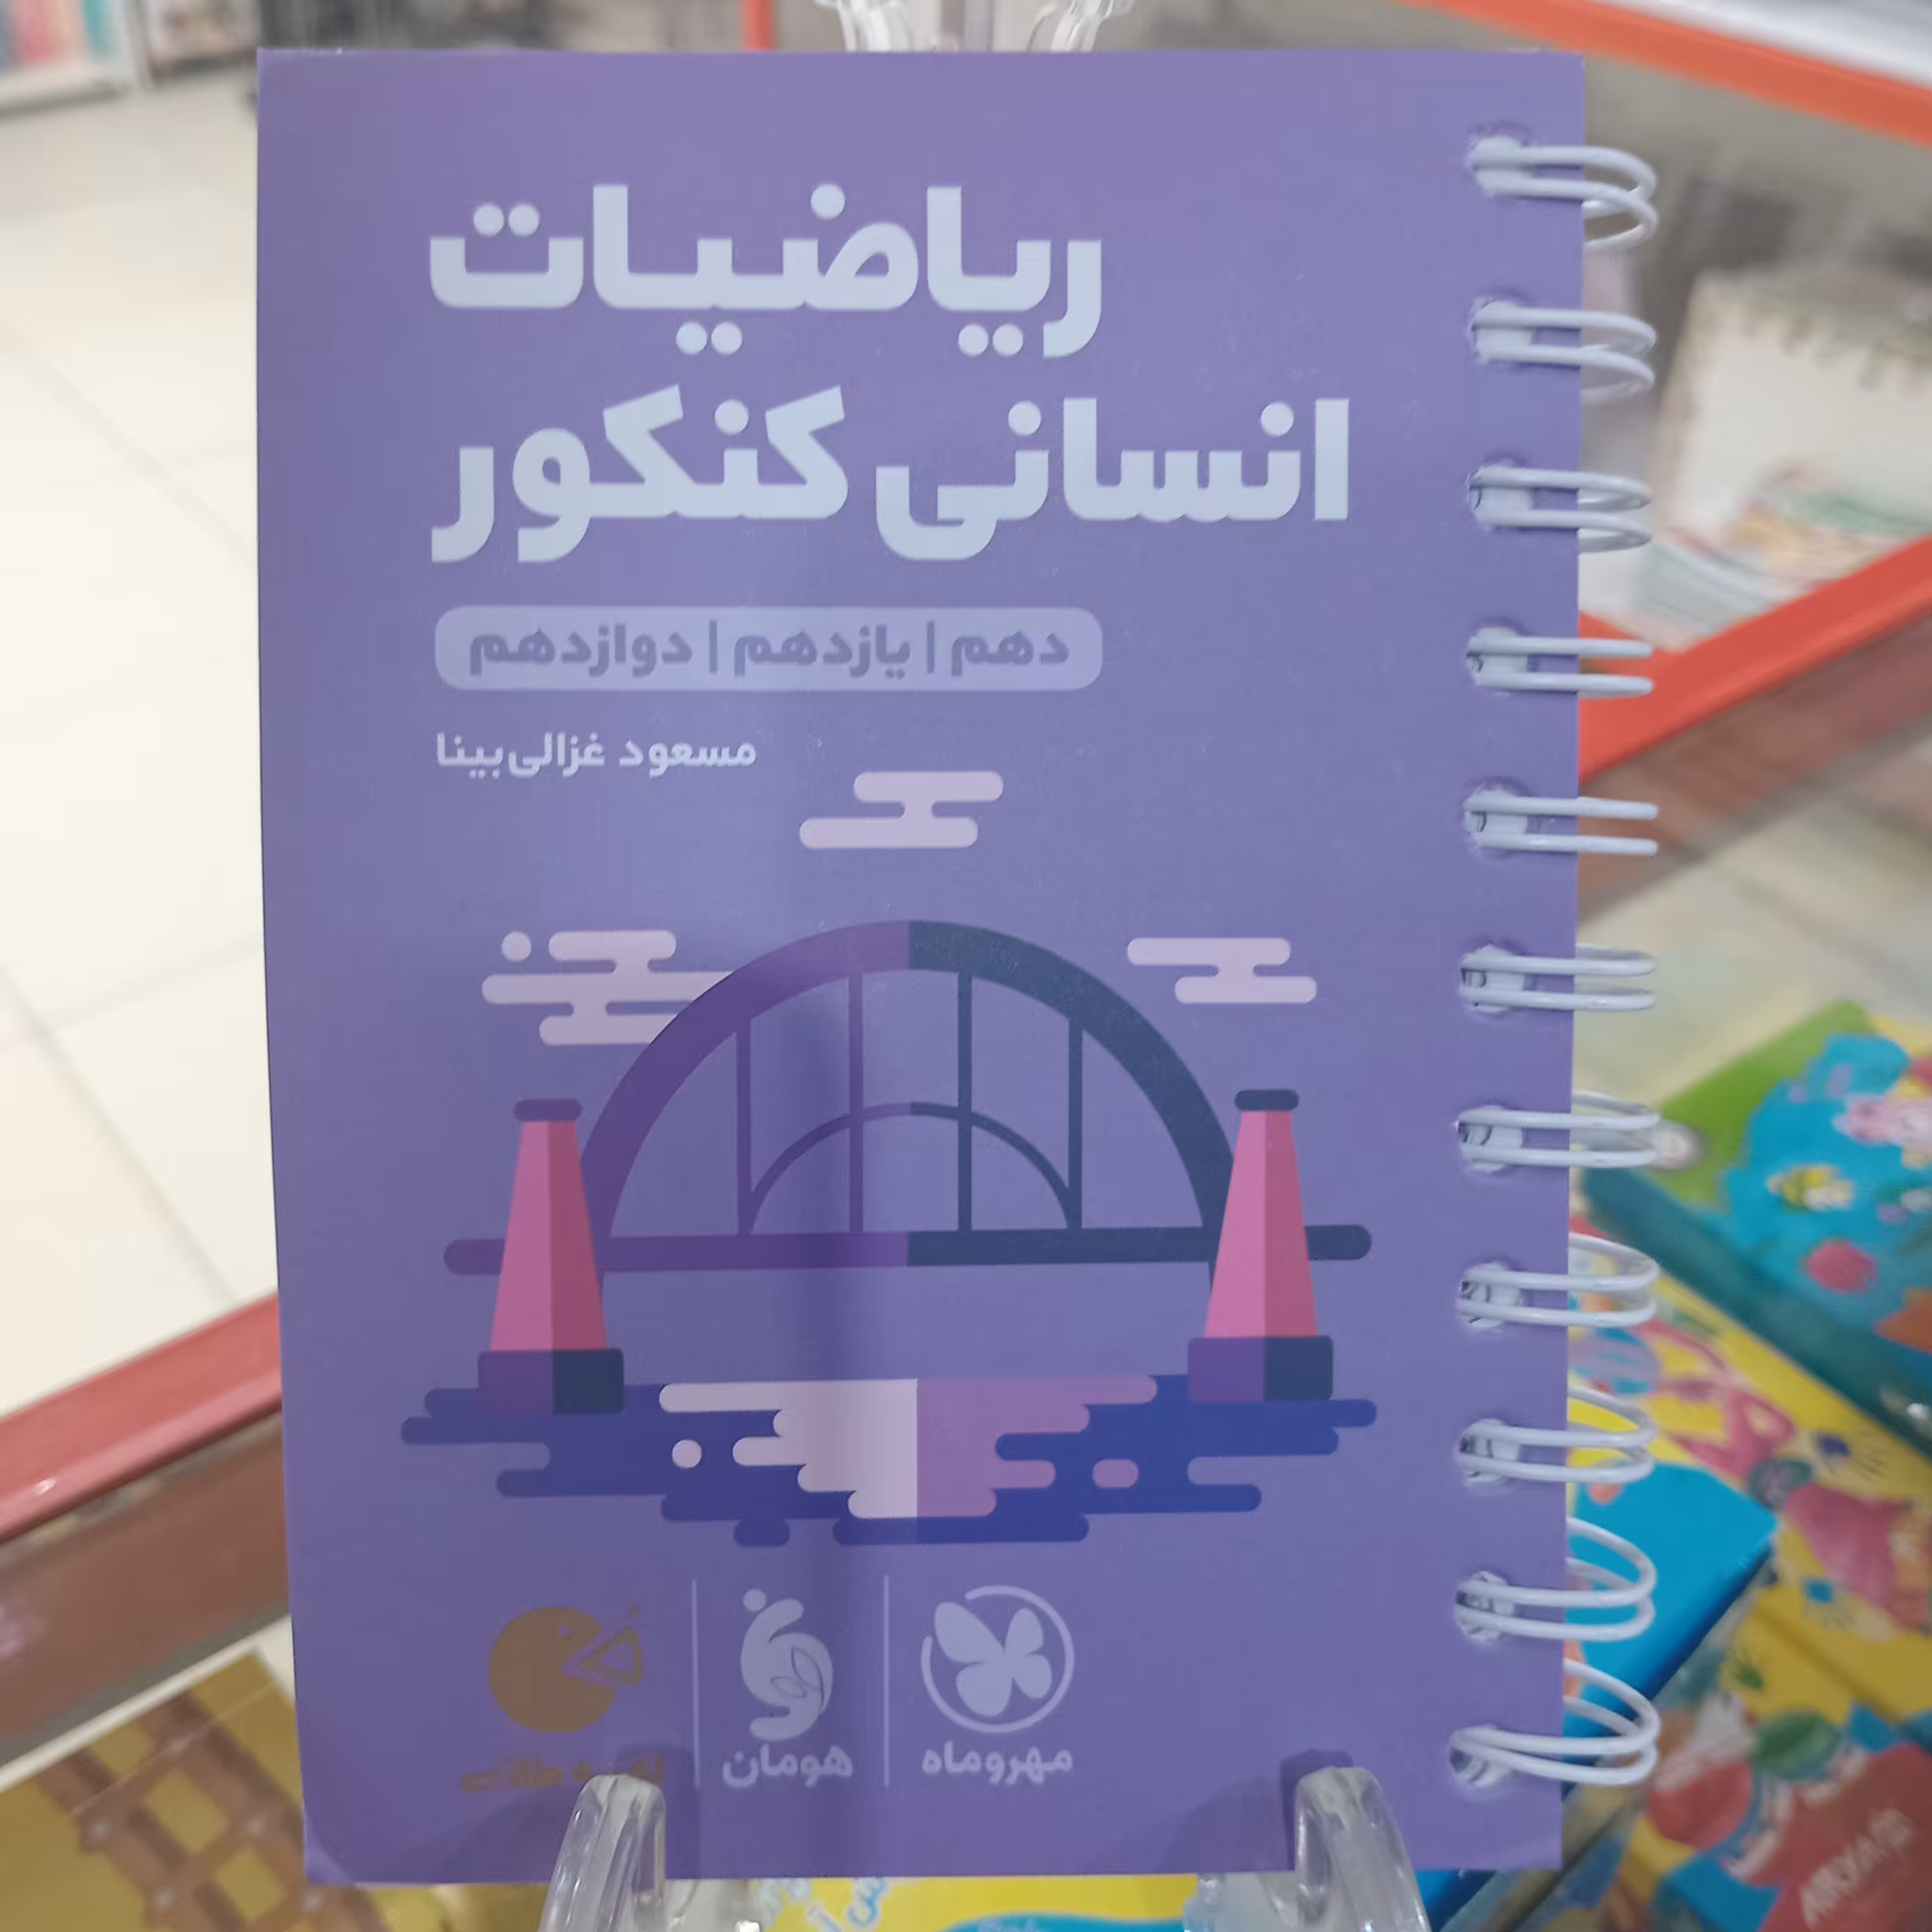 ریاضیات
انسانی کنکور
دهم | یازدهم | دوازدهم
مسعود غزالی‌بینا
مهروماه
هومان